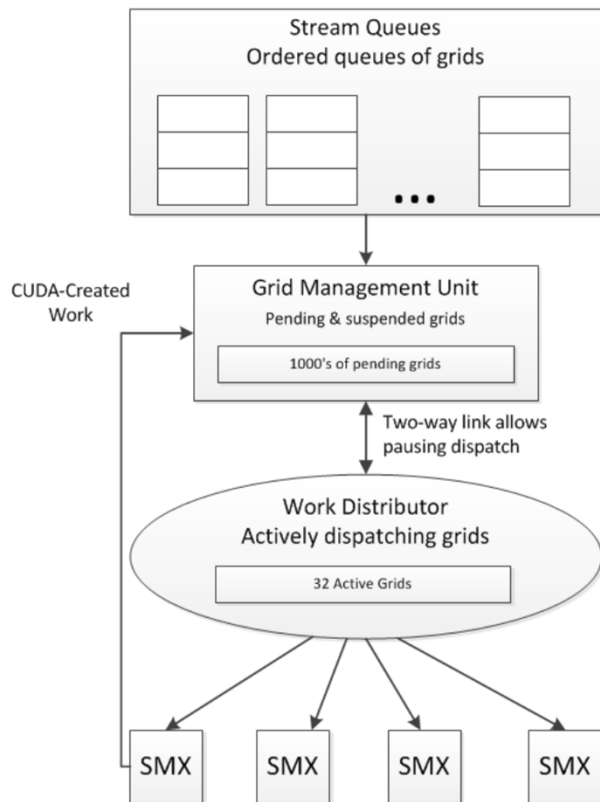 Stream Queues
Ordered queues of grids
...
CUDA-Created
Work
Grid Management Unit
Pending & suspended grids
1000's of pending grids
Two-way link allows
pausing dispatch
Work Distributor
Actively dispatching grids
32 Active Grids
SMX
SMX
SMX
SMX